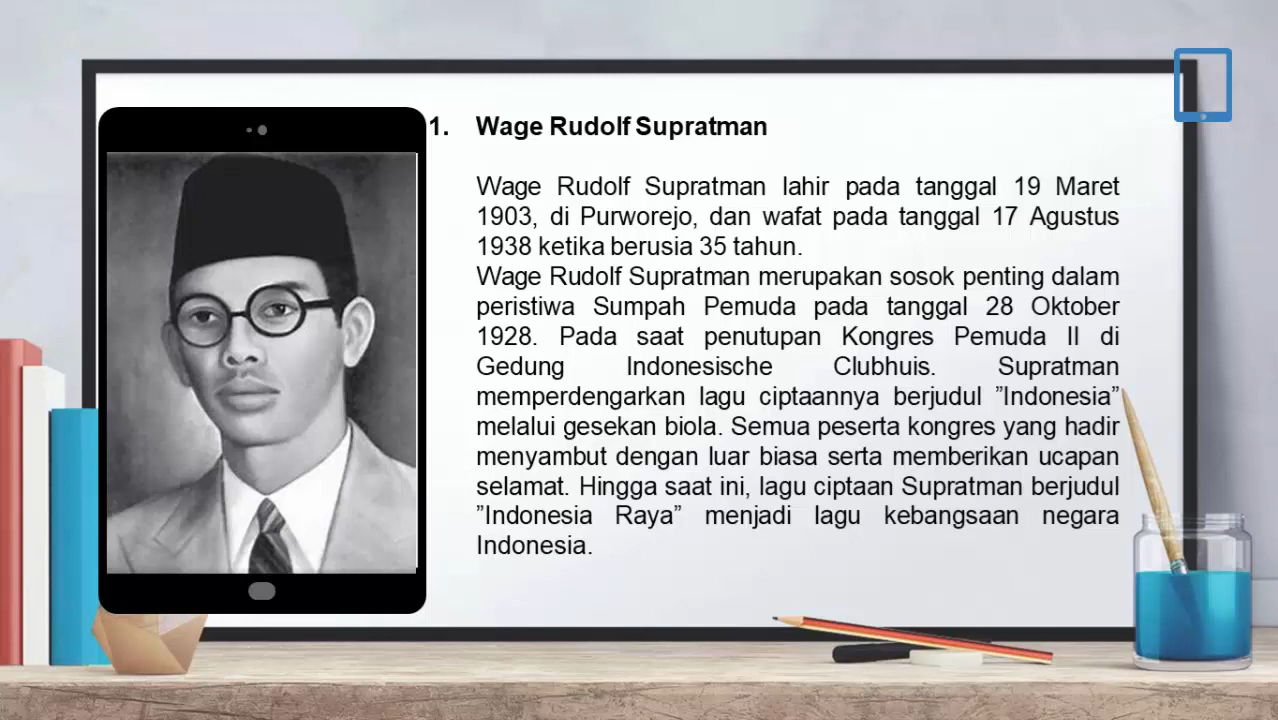 1. Wage Rudolf Supratman
Wage Rudolf Supratman lahir pada tanggal 19 Maret
1903, di Purworejo, dan wafat pada tanggal 17 Agustus
1938 ketika berusia 35 tahun.
Wage Rudolf Supratman merupakan sosok penting dalam
peristiwa Sumpah Pemuda pada tanggal 28 Oktober
1928. Pada saat penutupan Kongres Pemuda II di
Gedung Indonesische Clubhuis. Supratman
memperdengarkan lagu ciptaannya berjudul ”Indonesia”
melalui gesekan biola. Semua peserta kongres yang hadir
menyambut dengan luar biasa serta memberikan ucapan
selamat. Hingga saat ini, lagu ciptaan Supratman berjudul
”Indonesia Raya” menjadi lagu kebangsaan negara
Indonesia.